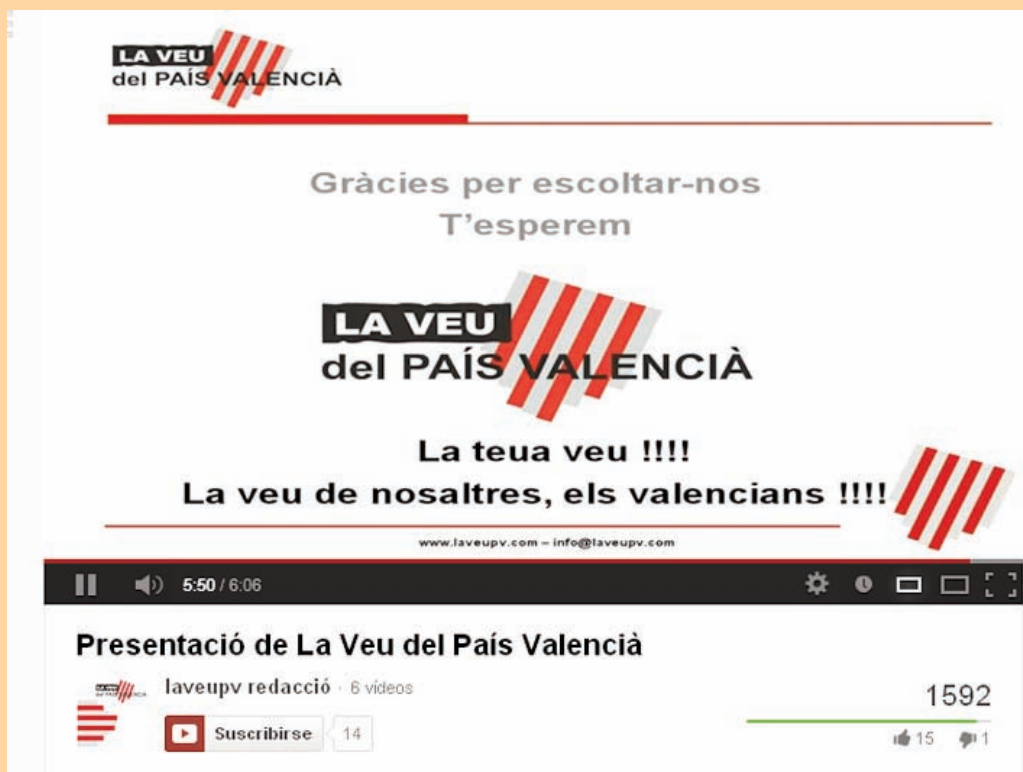 LA VEU
del PAÍS VALENCIÀ
Gràcies per escoltar-nos
T'esperem
LA VEU
del PAÍS VALENCIÀ
La teua veu !!!!
La veu de nosaltres, els valencians !!!!
www.laveupv.com – info@laveupv.com
5:50 / 6:06
Presentació de La Veu del País Valencià
laveupv redacció · 6 vídeos
1592
Suscribirse 14
15 1